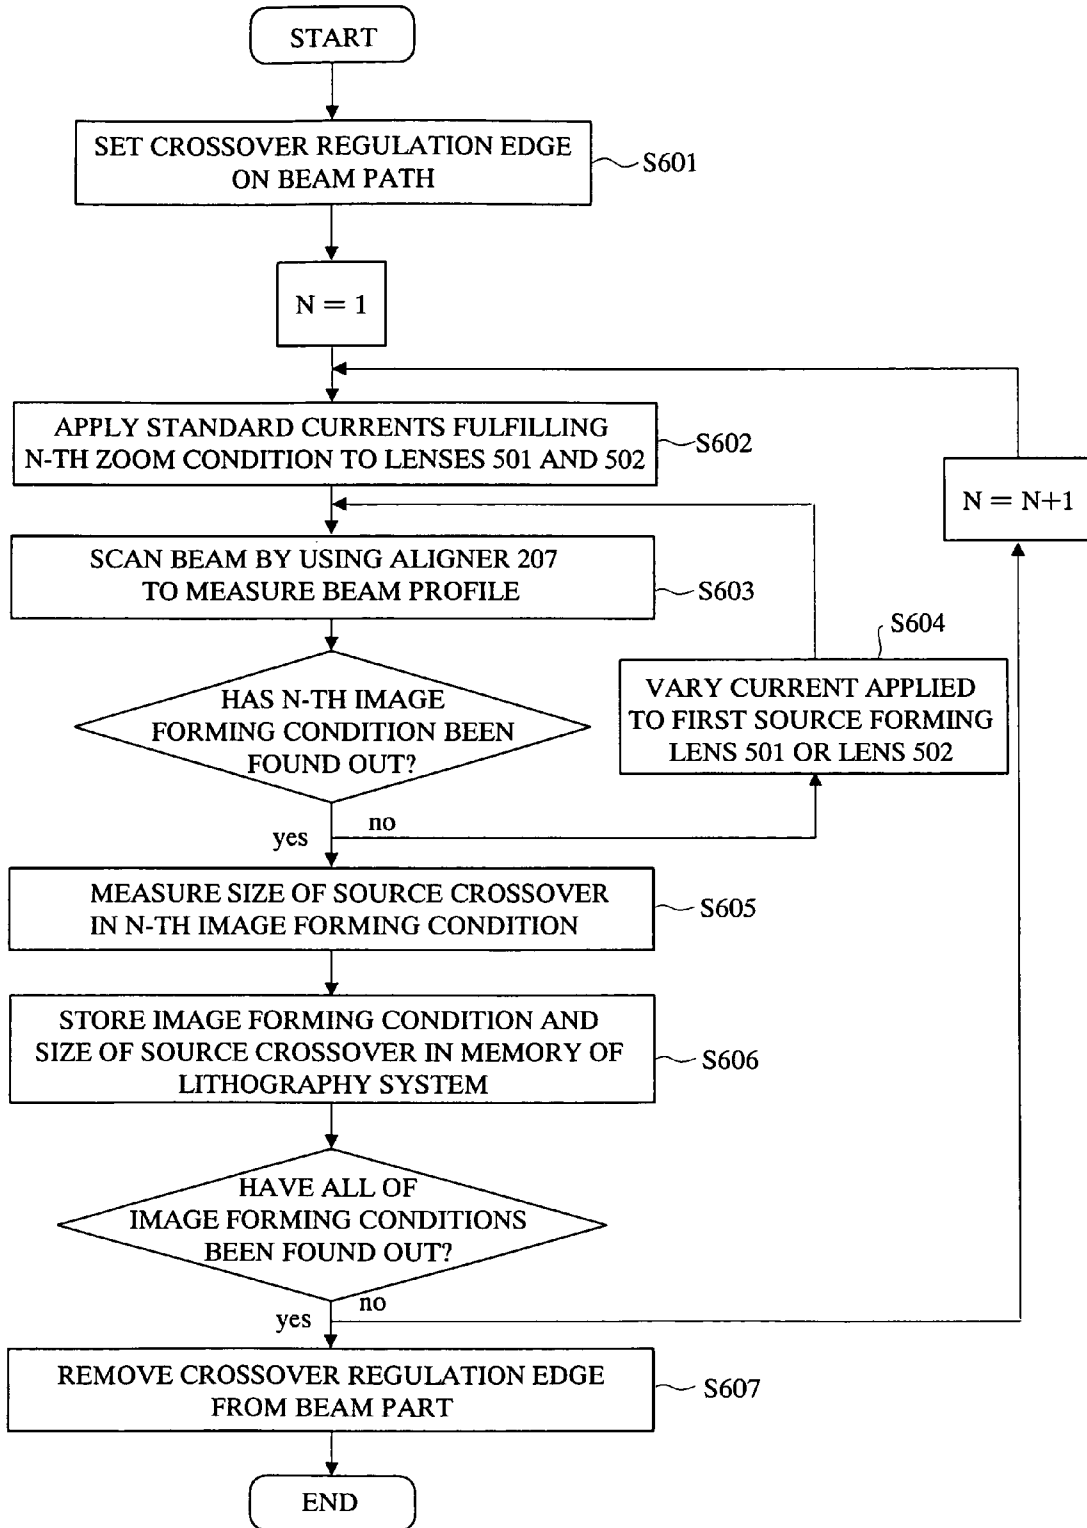 START
SET CROSSOVER REGULATION EDGE
ON BEAM PATH
S601
N = 1
APPLY STANDARD CURRENTS FULFILLING
N-TH ZOOM CONDITION TO LENSES 501 AND 502
S602
N = N+1
SCAN BEAM BY USING ALIGNER 207
TO MEASURE BEAM PROFILE
S603
S604
VARY CURRENT APPLIED
TO FIRST SOURCE FORMING
LENS 501 OR LENS 502
HAS N-TH IMAGE
FORMING CONDITION BEEN
FOUND OUT?
yes
no
MEASURE SIZE OF SOURCE CROSSOVER
IN N-TH IMAGE FORMING CONDITION
S605
STORE IMAGE FORMING CONDITION AND
SIZE OF SOURCE CROSSOVER IN MEMORY OF
LITHOGRAPHY SYSTEM
S606
HAVE ALL OF
IMAGE FORMING CONDITIONS
BEEN FOUND OUT?
yes
no
REMOVE CROSSOVER REGULATION EDGE
FROM BEAM PART
S607
END